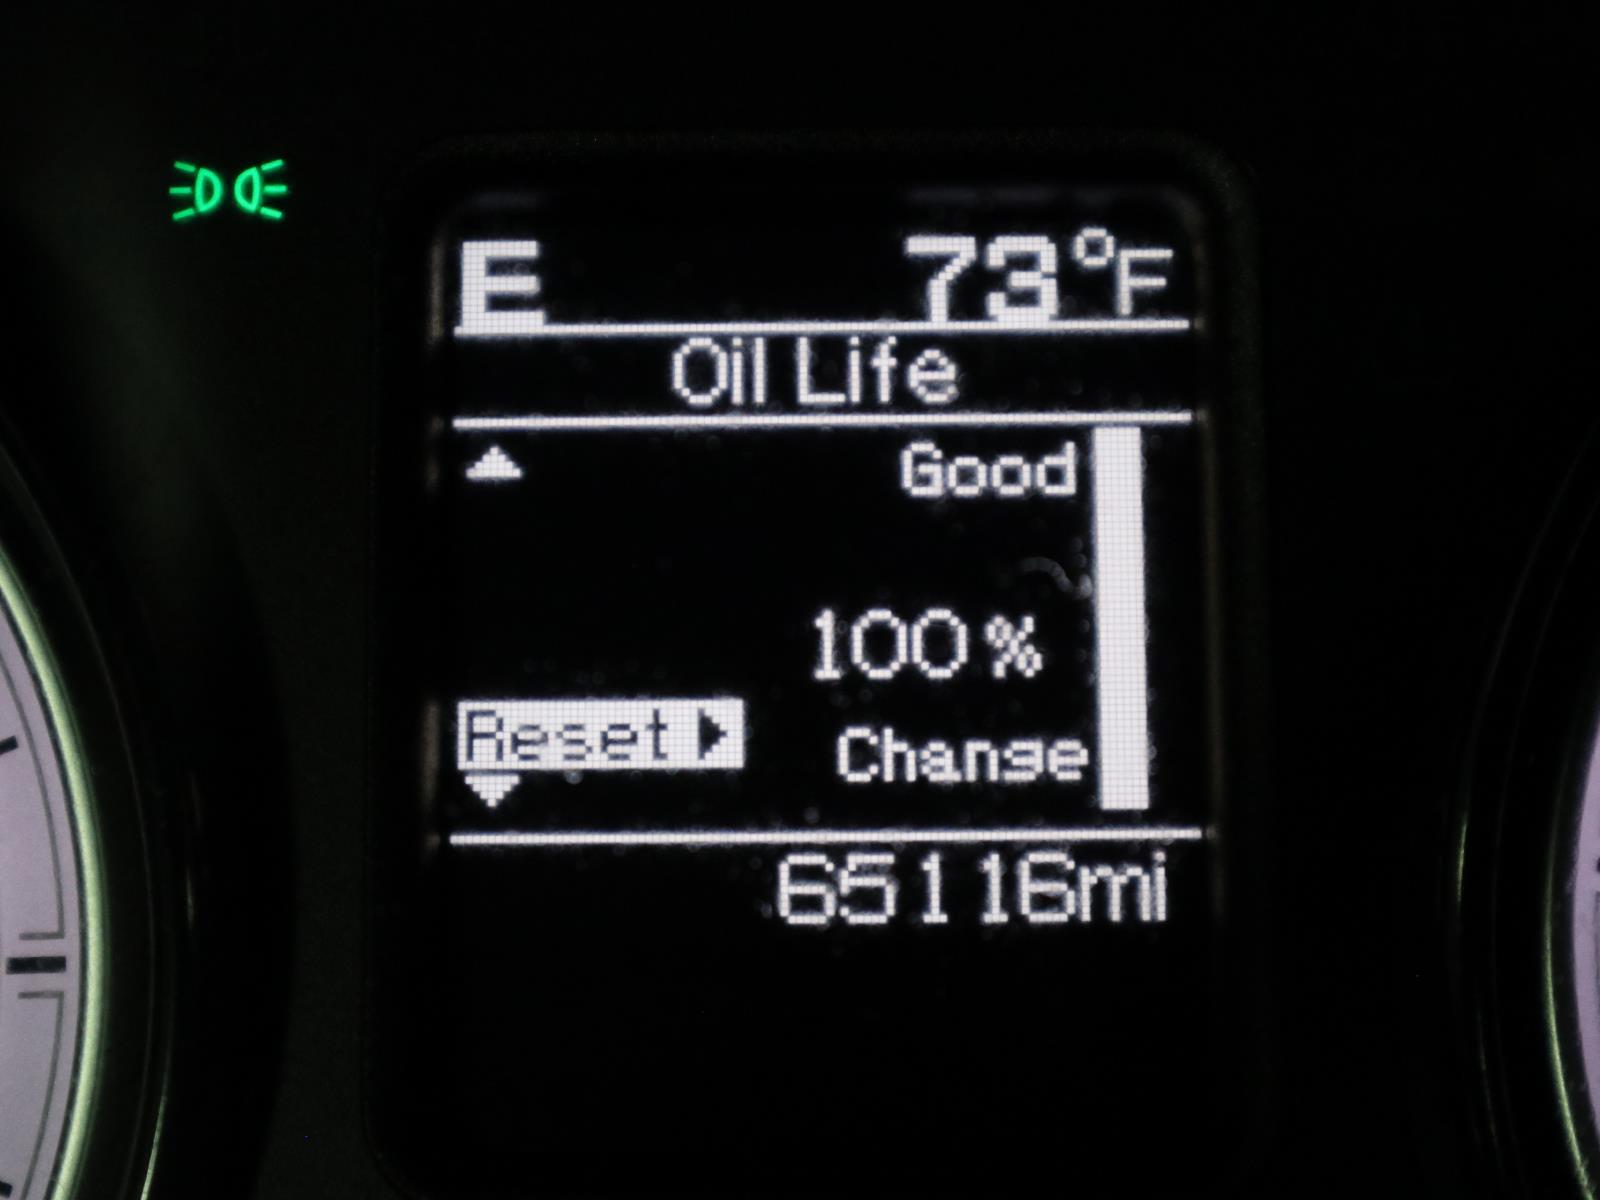 E 73°F
Oil Life
Good
100 %
Reset
Change
65116mi